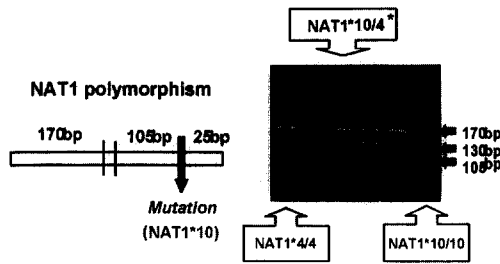 NAT1*10/4*
NAT1 polymorphism
170bp 105bp 25bp
Mutation
(NAT1*10)
170bp
130bp
105bp
NAT1*4/4
NAT1*10/10